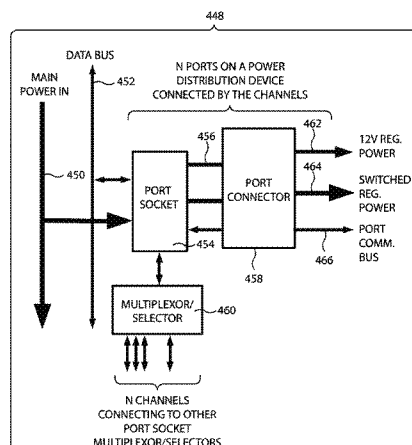 448
DATA BUS
452
N PORTS ON A POWER
DISTRIBUTION DEVICE
CONNECTED BY THE CHANNELS
MAIN
POWER IN
450
456
462
12V REG.
POWER
464
PORT
SOCKET
PORT
CONNECTOR
SWITCHED
REG.
POWER
454
458
466
PORT
COMM.
BUS
MULTIPLEXOR/
SELECTOR
460
N CHANNELS
CONNECTING TO OTHER
PORT SOCKET
MULTIPLEXOR/SELECTORS